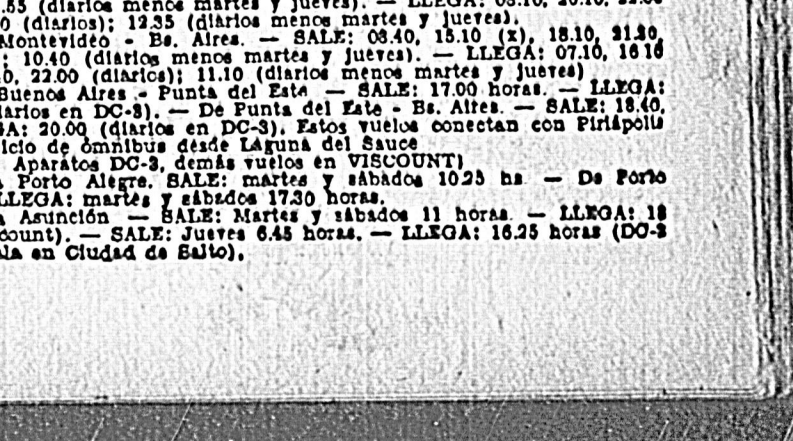 .55 (diarios menos martes y jueves). — LLEGA:
0 (diarios); 12.35 (diarios menos martes y jueves).
Montevideo - Bs. Aires. — SALE: 08.40, 15.10 (x), 18.10, 21.20,
; 10.40 (diarios menos martes y jueves). — LLEGA: 07.10, 16 10
0, 22.00 (diarios); 11.10 (diarios menos martes y jueves)
Buenos Aires - Punta del Este — SALE: 17.00 horas. — LLEGA:
iarios en DC-3). — De Punta del Este - Bs. Aires. — SALE: 18.40,
GA: 20.00 (diarios en DC-3). Estos vuelos conectan con Piriápolis
icio de ómnibus desde Laguna del Sauce
Aparatos DC-3, demás vuelos en VISCOUNT)
Porto Alegre. SALE: martes y sábados 10.25 hs — De Porto
LLEGA: martes y sábados 17.30 horas.
Asunción — SALE: Martes y sábados 11 horas. — LLEGA: 18
count). — SALE: Jueves 6.45 horas. — LLEGA: 16.25 horas (DC-3
ala en Ciudad de Salto).